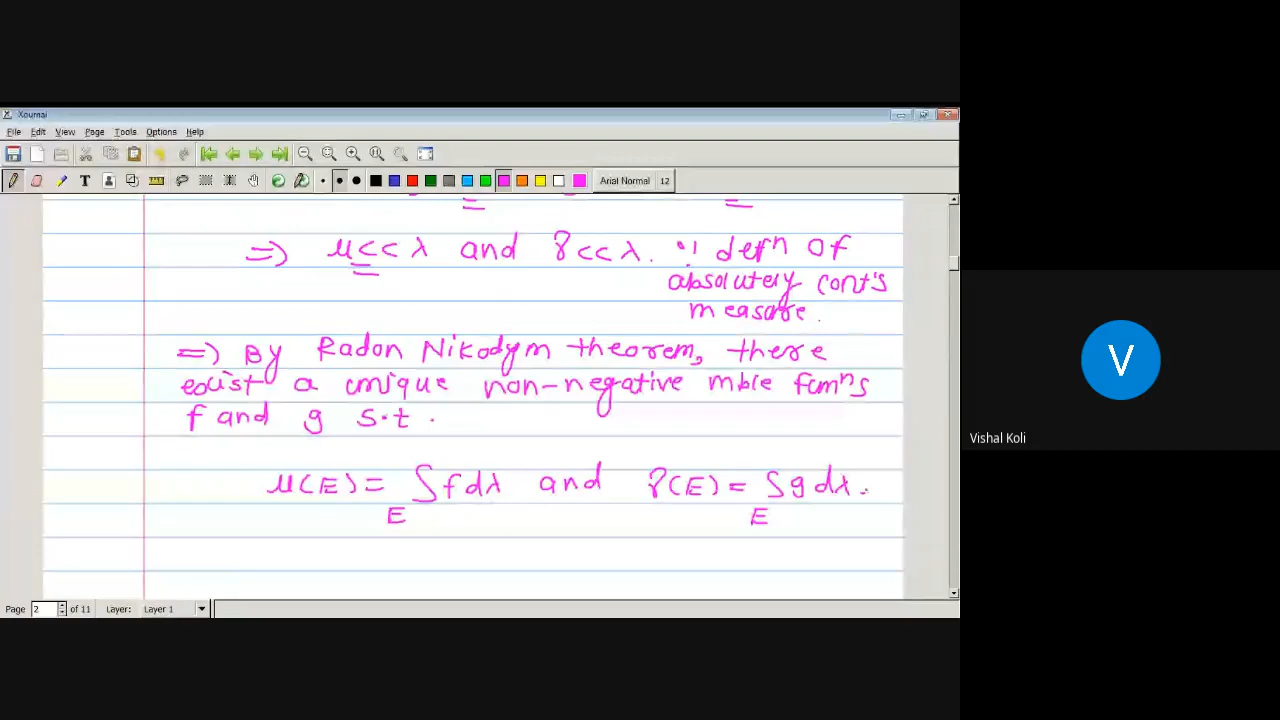 Xournal
File Edit View Page Tools Options Help
Arial Normal 12
=) μ<<λ and γ<<λ. ∵ defn of
absolutely cont's
measure.
=) By Radon Nikodym theorem, there
exist a unique non-negative mble funns
f and g s.t.
μ(E)= ∫ f dλ and γ(E)= ∫ g dλ.
E E
Page 2 of 11 Layer: Layer 1
V
Vishal Koli